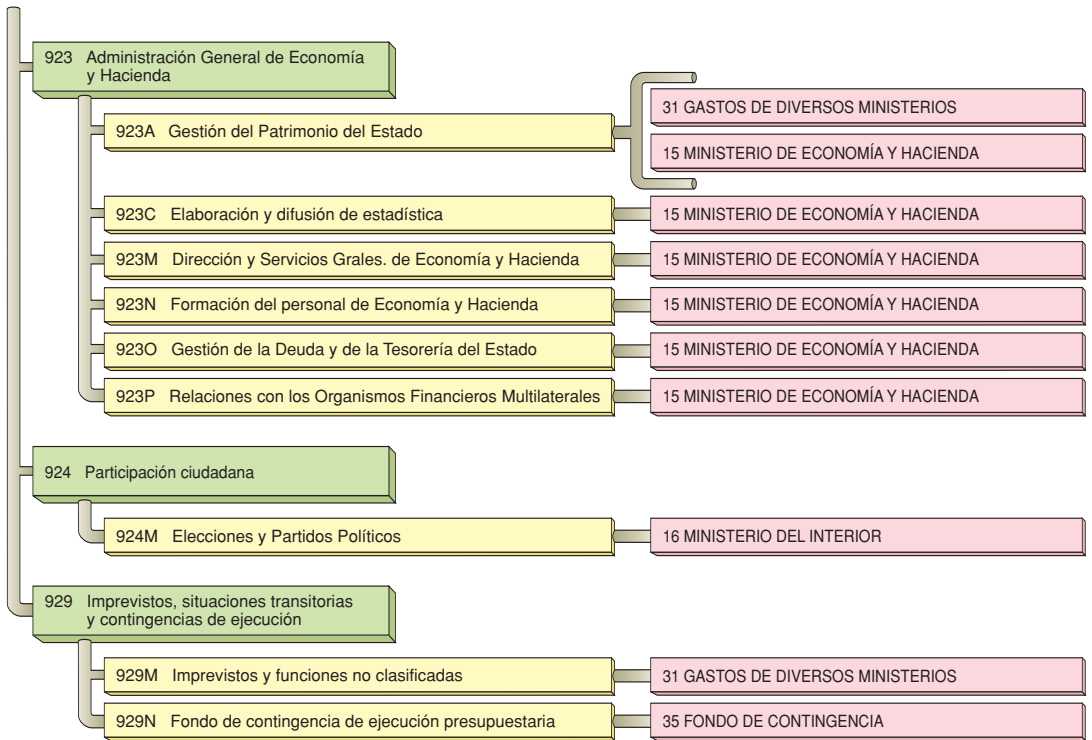 923 Administración General de Economía
y Hacienda
923A Gestión del Patrimonio del Estado
31 GASTOS DE DIVERSOS MINISTERIOS
15 MINISTERIO DE ECONOMÍA Y HACIENDA
923C Elaboración y difusión de estadística
15 MINISTERIO DE ECONOMÍA Y HACIENDA
923M Dirección y Servicios Grales. de Economía y Hacienda
15 MINISTERIO DE ECONOMÍA Y HACIENDA
923N Formación del personal de Economía y Hacienda
15 MINISTERIO DE ECONOMÍA Y HACIENDA
923O Gestión de la Deuda y de la Tesorería del Estado
15 MINISTERIO DE ECONOMÍA Y HACIENDA
923P Relaciones con los Organismos Financieros Multilaterales
15 MINISTERIO DE ECONOMÍA Y HACIENDA
924 Participación ciudadana
924M Elecciones y Partidos Políticos
16 MINISTERIO DEL INTERIOR
929 Imprevistos, situaciones transitorias
y contingencias de ejecución
929M Imprevistos y funciones no clasificadas
31 GASTOS DE DIVERSOS MINISTERIOS
929N Fondo de contingencia de ejecución presupuestaria
35 FONDO DE CONTINGENCIA